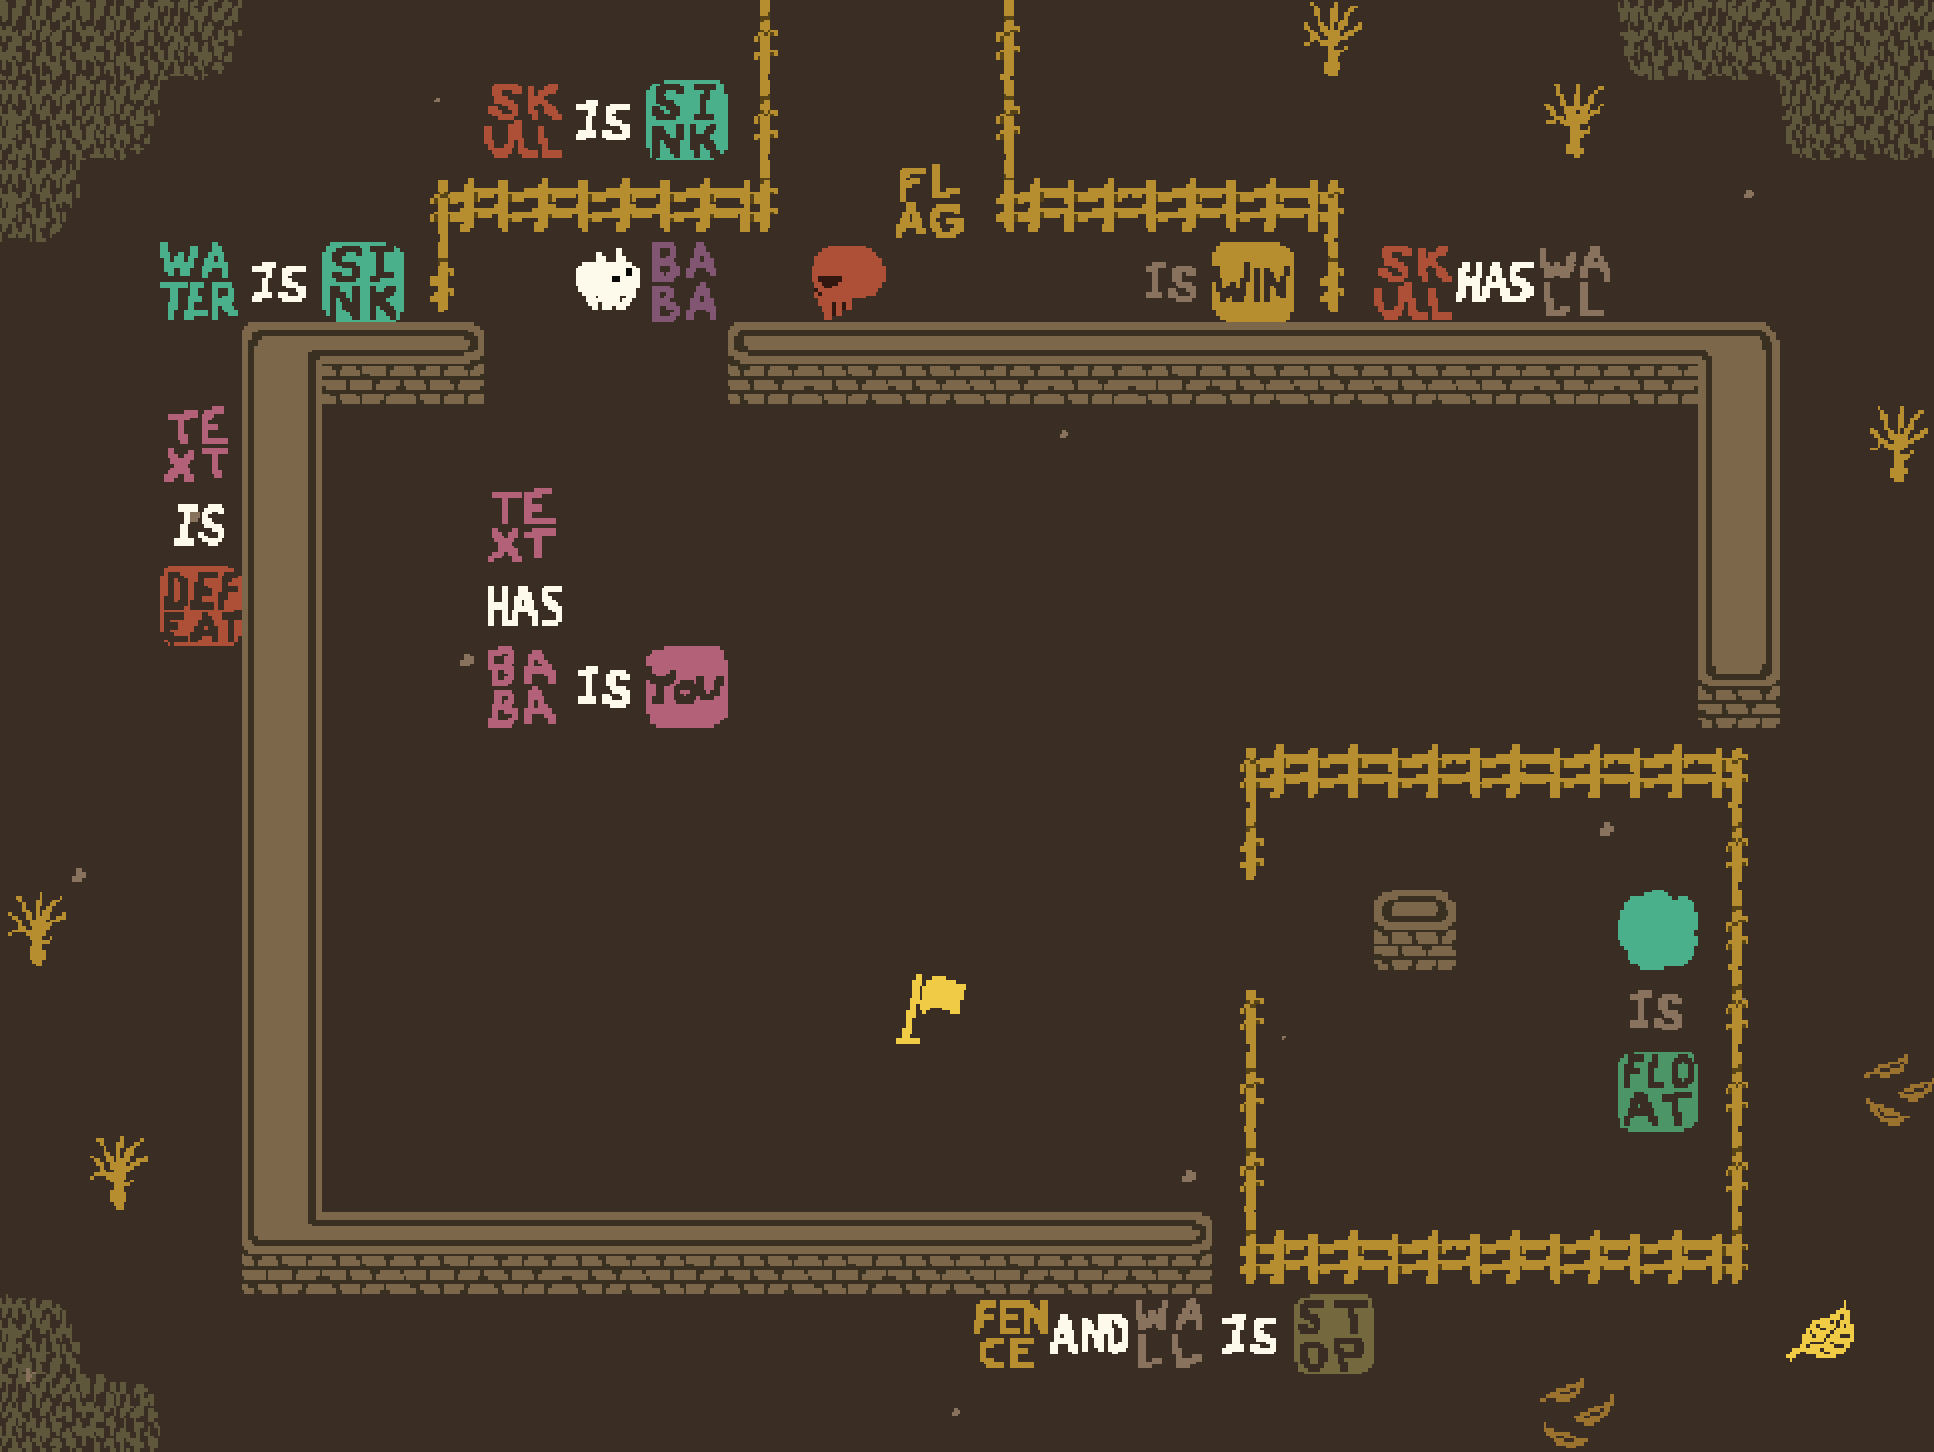 SKULL IS SINK
FLAG
WATER IS SINK
BABA
IS WIN
SKULL HAS WALL
TEXT
IS
DEFEAT
TEXT
HAS
BABA IS YOU
IS
FLOAT
FENCE AND WALL IS STOP